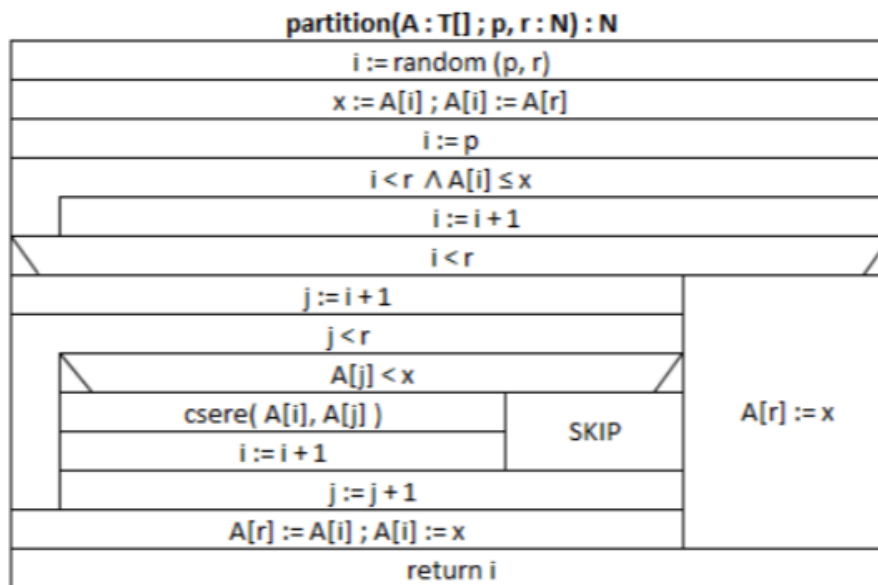 partition(A : T[] ; p, r : N) : N
i := random (p, r)
x := A[i] ; A[i] := A[r]
i := p
i < r ∧ A[i] ≤ x
i := i + 1
i < r
j := i + 1
j < r
A[j] < x
csere( A[i], A[j] )
SKIP
i := i + 1
j := j + 1
A[r] := A[i] ; A[i] := x
A[r] := x
return i